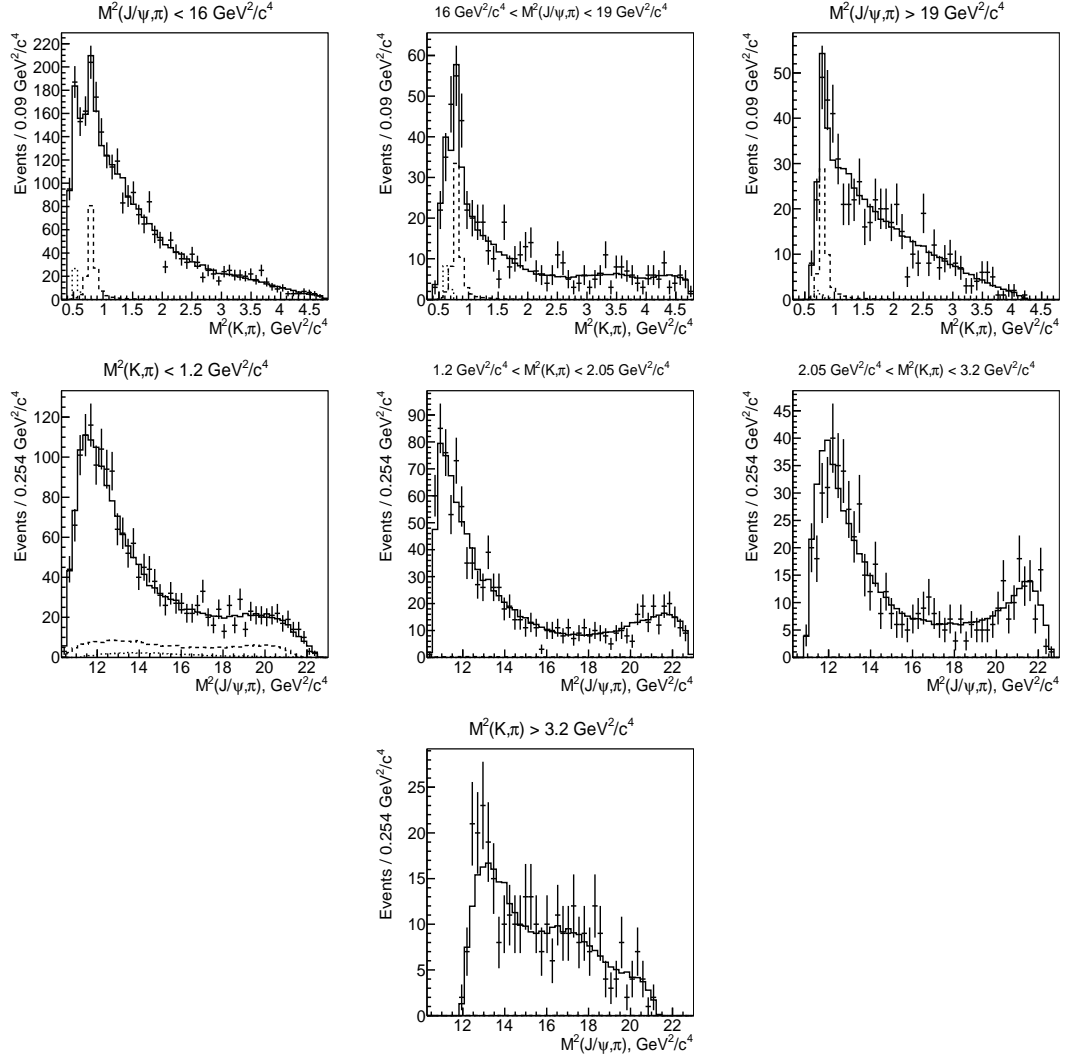 M²(J/ψ,π) < 16 GeV²/c⁴
Events / 0.09 GeV²/c⁴
220
200
180
160
140
120
100
80
60
40
20
0
0.5 1 1.5 2 2.5 3 3.5 4 4.5
M²(K,π), GeV²/c⁴
16 GeV²/c⁴ < M²(J/ψ,π) < 19 GeV²/c⁴
Events / 0.09 GeV²/c⁴
60
50
40
30
20
10
0
0.5 1 1.5 2 2.5 3 3.5 4 4.5
M²(K,π), GeV²/c⁴
M²(J/ψ,π) > 19 GeV²/c⁴
Events / 0.09 GeV²/c⁴
50
40
30
20
10
0
0.5 1 1.5 2 2.5 3 3.5 4 4.5
M²(K,π), GeV²/c⁴
M²(K,π) < 1.2 GeV²/c⁴
Events / 0.254 GeV²/c⁴
120
100
80
60
40
20
0
12 14 16 18 20 22
M²(J/ψ,π), GeV²/c⁴
1.2 GeV²/c⁴ < M²(K,π) < 2.05 GeV²/c⁴
Events / 0.254 GeV²/c⁴
90
80
70
60
50
40
30
20
10
0
12 14 16 18 20 22
M²(J/ψ,π), GeV²/c⁴
2.05 GeV²/c⁴ < M²(K,π) < 3.2 GeV²/c⁴
Events / 0.254 GeV²/c⁴
45
40
35
30
25
20
15
10
5
0
12 14 16 18 20 22
M²(J/ψ,π), GeV²/c⁴
M²(K,π) > 3.2 GeV²/c⁴
Events / 0.254 GeV²/c⁴
25
20
15
10
5
0
12 14 16 18 20 22
M²(J/ψ,π), GeV²/c⁴